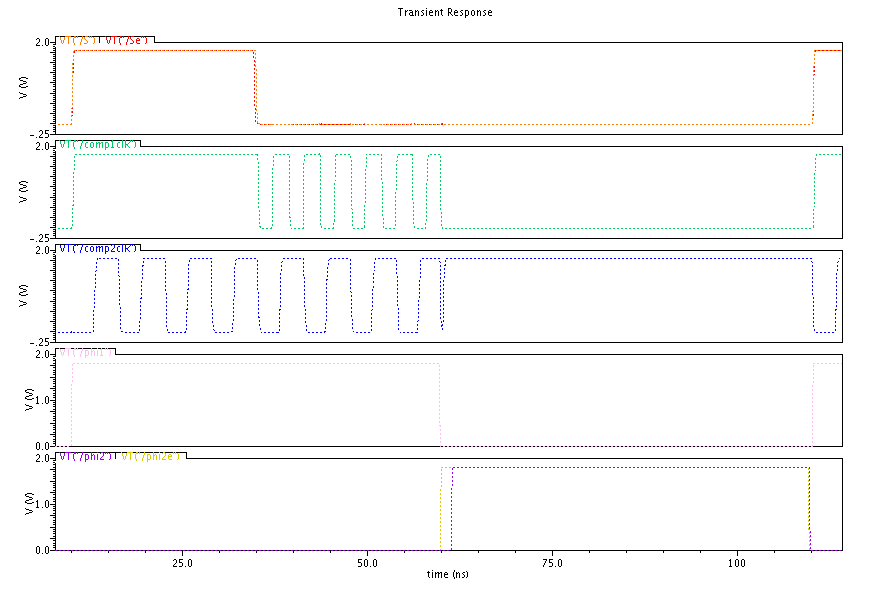 Transient Response
VT("/S") VT("/Se")
2.0
V (V)
-.25
VT("/comp1clk")
2.0
V (V)
-.25
VT("/comp2clk")
2.0
V (V)
-.25
VT("/phi1")
2.0
1.0
V (V)
0.0
VT("/phi2") VT("/phi2e")
2.0
1.0
V (V)
0.0
25.0 50.0 75.0 100
time (ns)